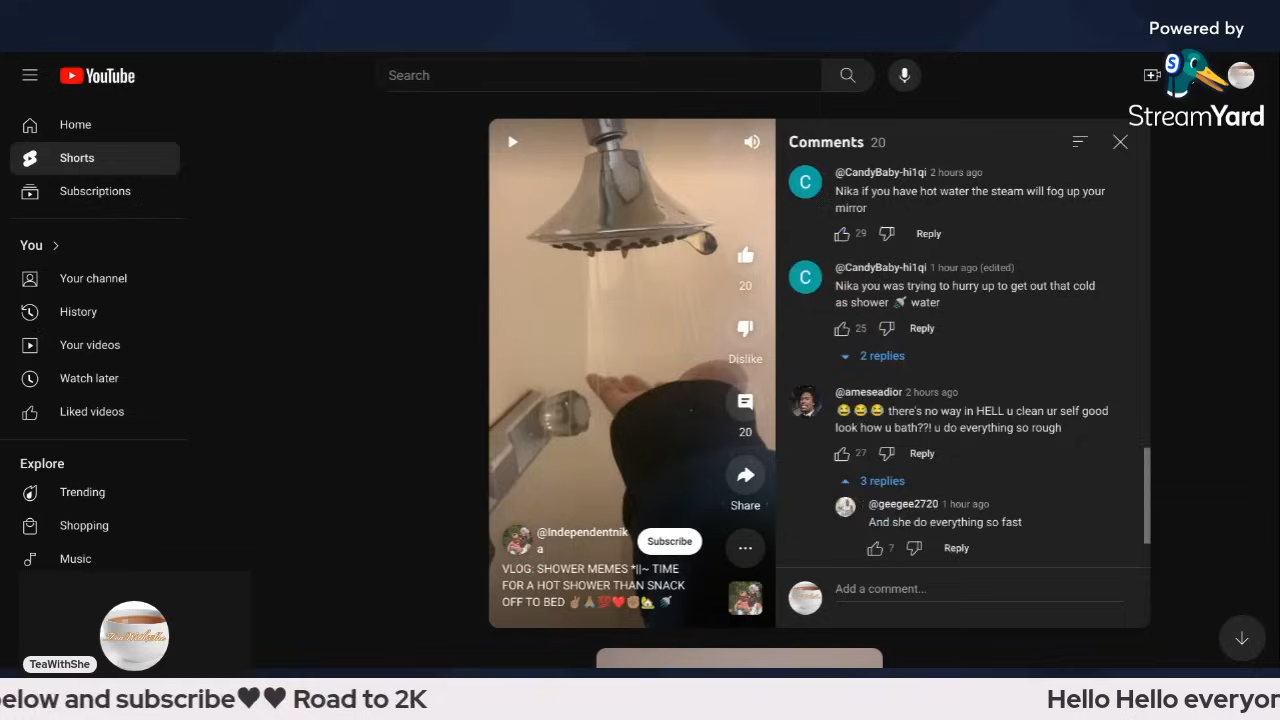 Powered by
StreamYard
YouTube
Search
Home
Shorts
Subscriptions
You
Your channel
History
Your videos
Watch later
Liked videos
Explore
Trending
Shopping
Music
20
Dislike
20
Share
@Independentnik
a
Subscribe
VLOG: SHOWER MEMES *||~ TIME
FOR A HOT SHOWER THAN SNACK
OFF TO BED ✌🏽🙏🏽💯❤️✊🏽🏡🚿
Comments 20
@CandyBaby-hi1qi 2 hours ago
Nika if you have hot water the steam will fog up your
mirror
29 Reply
@CandyBaby-hi1qi 1 hour ago (edited)
Nika you was trying to hurry up to get out that cold
as shower 🚿 water
25 Reply
2 replies
@ameseadior 2 hours ago
😂😂😂 there's no way in HELL u clean ur self good
look how u bath??! u do everything so rough
27 Reply
3 replies
@geegee2720 1 hour ago
And she do everything so fast
7 Reply
Add a comment...
TeaWithShe
TeaWithShe
below and subscribe♥♥ Road to 2K
Hello Hello everyon